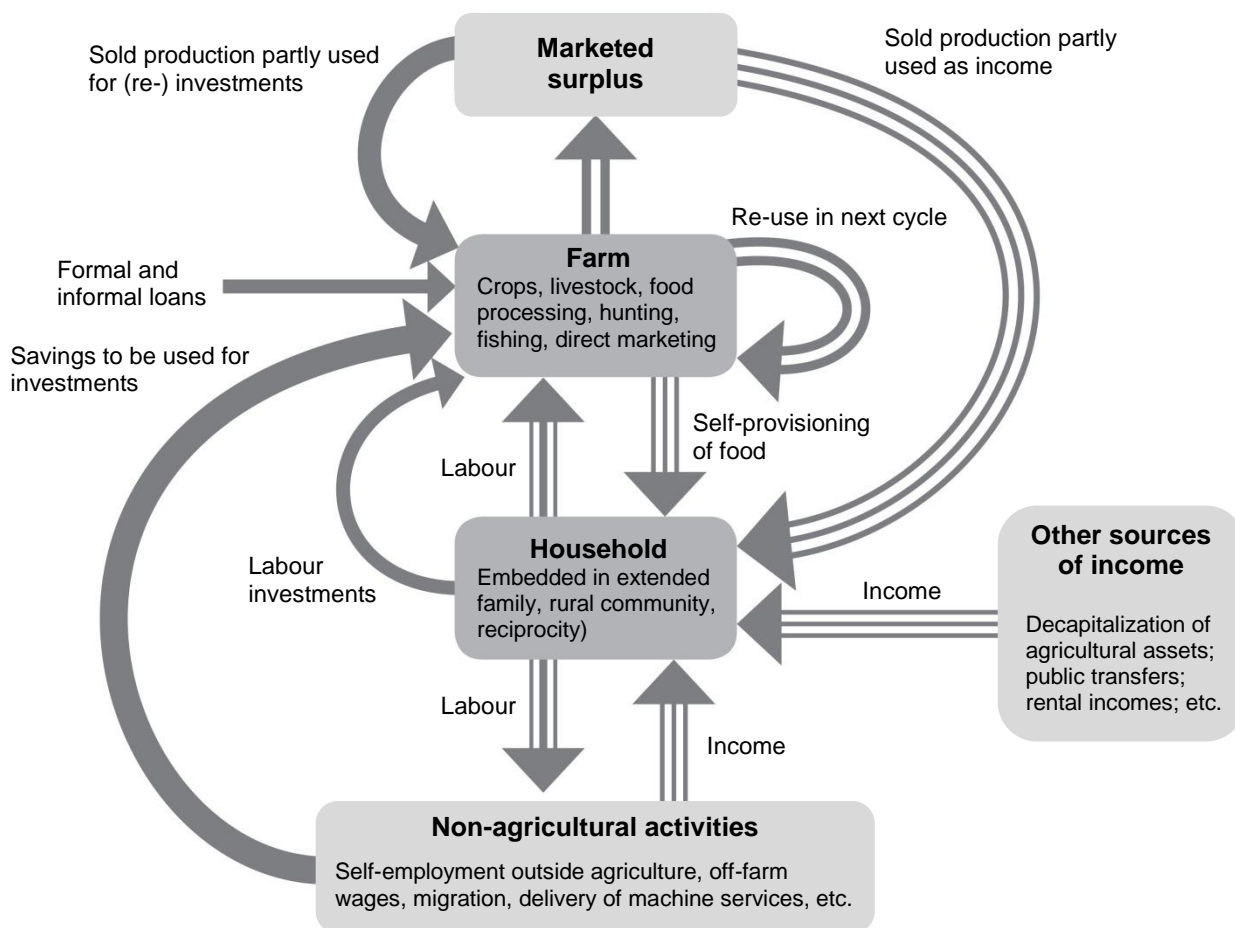 Sold production partly used
for (re-) investments
Marketed
surplus
Sold production partly
used as income
Re-use in next cycle
Formal and
informal loans
Farm
Crops, livestock, food
processing, hunting,
fishing, direct marketing
Savings to be used for
investments
Self-provisioning
of food
Labour
Labour
investments
Household
Embedded in extended
family, rural community,
reciprocity)
Other sources
of income
Decapitalization of
agricultural assets;
public transfers;
rental incomes; etc.
Income
Labour
Income
Non-agricultural activities
Self-employment outside agriculture, off-farm
wages, migration, delivery of machine services, etc.